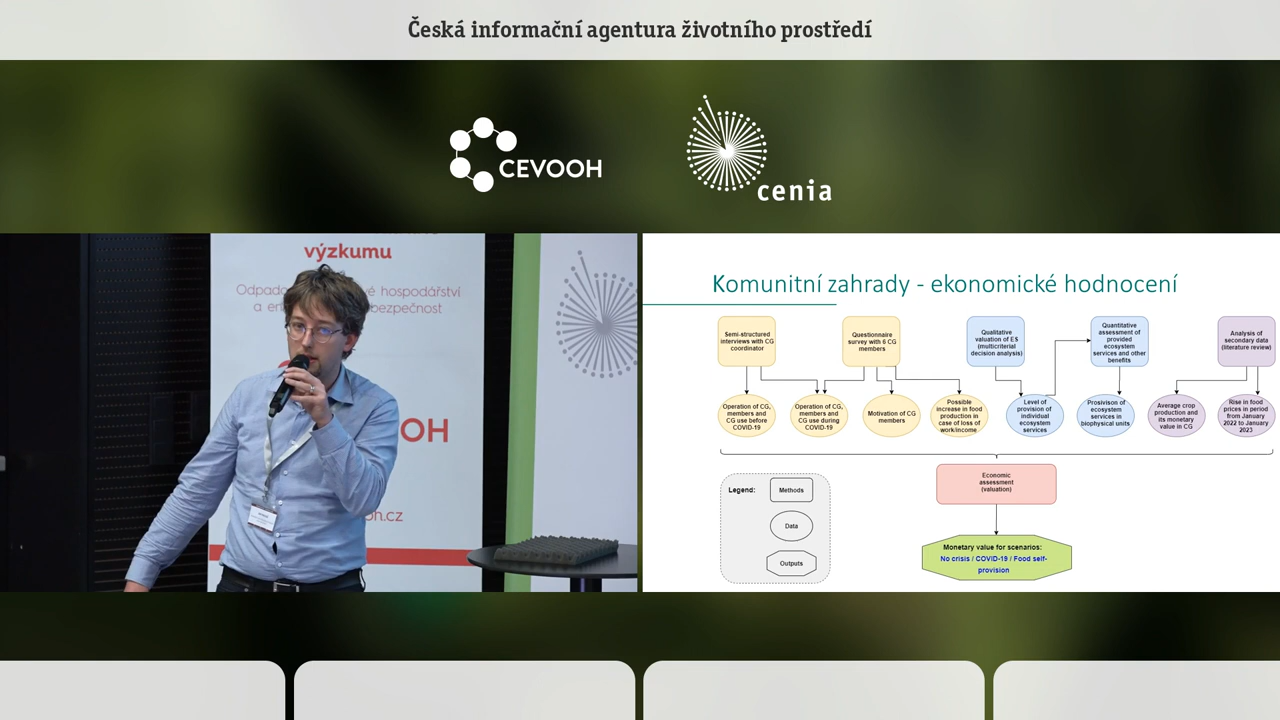 Česká informační agentura životního prostředí
CEVOOH
cenia
výzkumu
hospodářství
bezpečnost
OH
Komunitní zahrady - ekonomické hodnocení
Semi-structured
interviews with CG
coordinator
Questionnaire
survey with 6 CG
members
Qualitative
valuation of ES
(multicriterial
decision analysis)
Quantitative
assessment of
provided
ecosystem
services and other
benefits
Analysis of
secondary data
(literature review)
Operation of CG,
members and
CG use before
COVID-19
Operation of CG,
members and
CG use during
COVID-19
Motivation of CG
members
Possible
increase in food
production in
case of loss of
work/income
Level of
provision of
individual
ecosystem
services
Prosivison of
ecosystem
services in
biophysical units
Average crop
production and
its monetary
value in CG
Rise in food
prices in period
from January
2022 to January
2023
Economic
assessment
(valuation)
Legend:
Methods
Data
Outputs
Monetary value for scenarios:
No crisis / COVID-19 / Food self-
provision